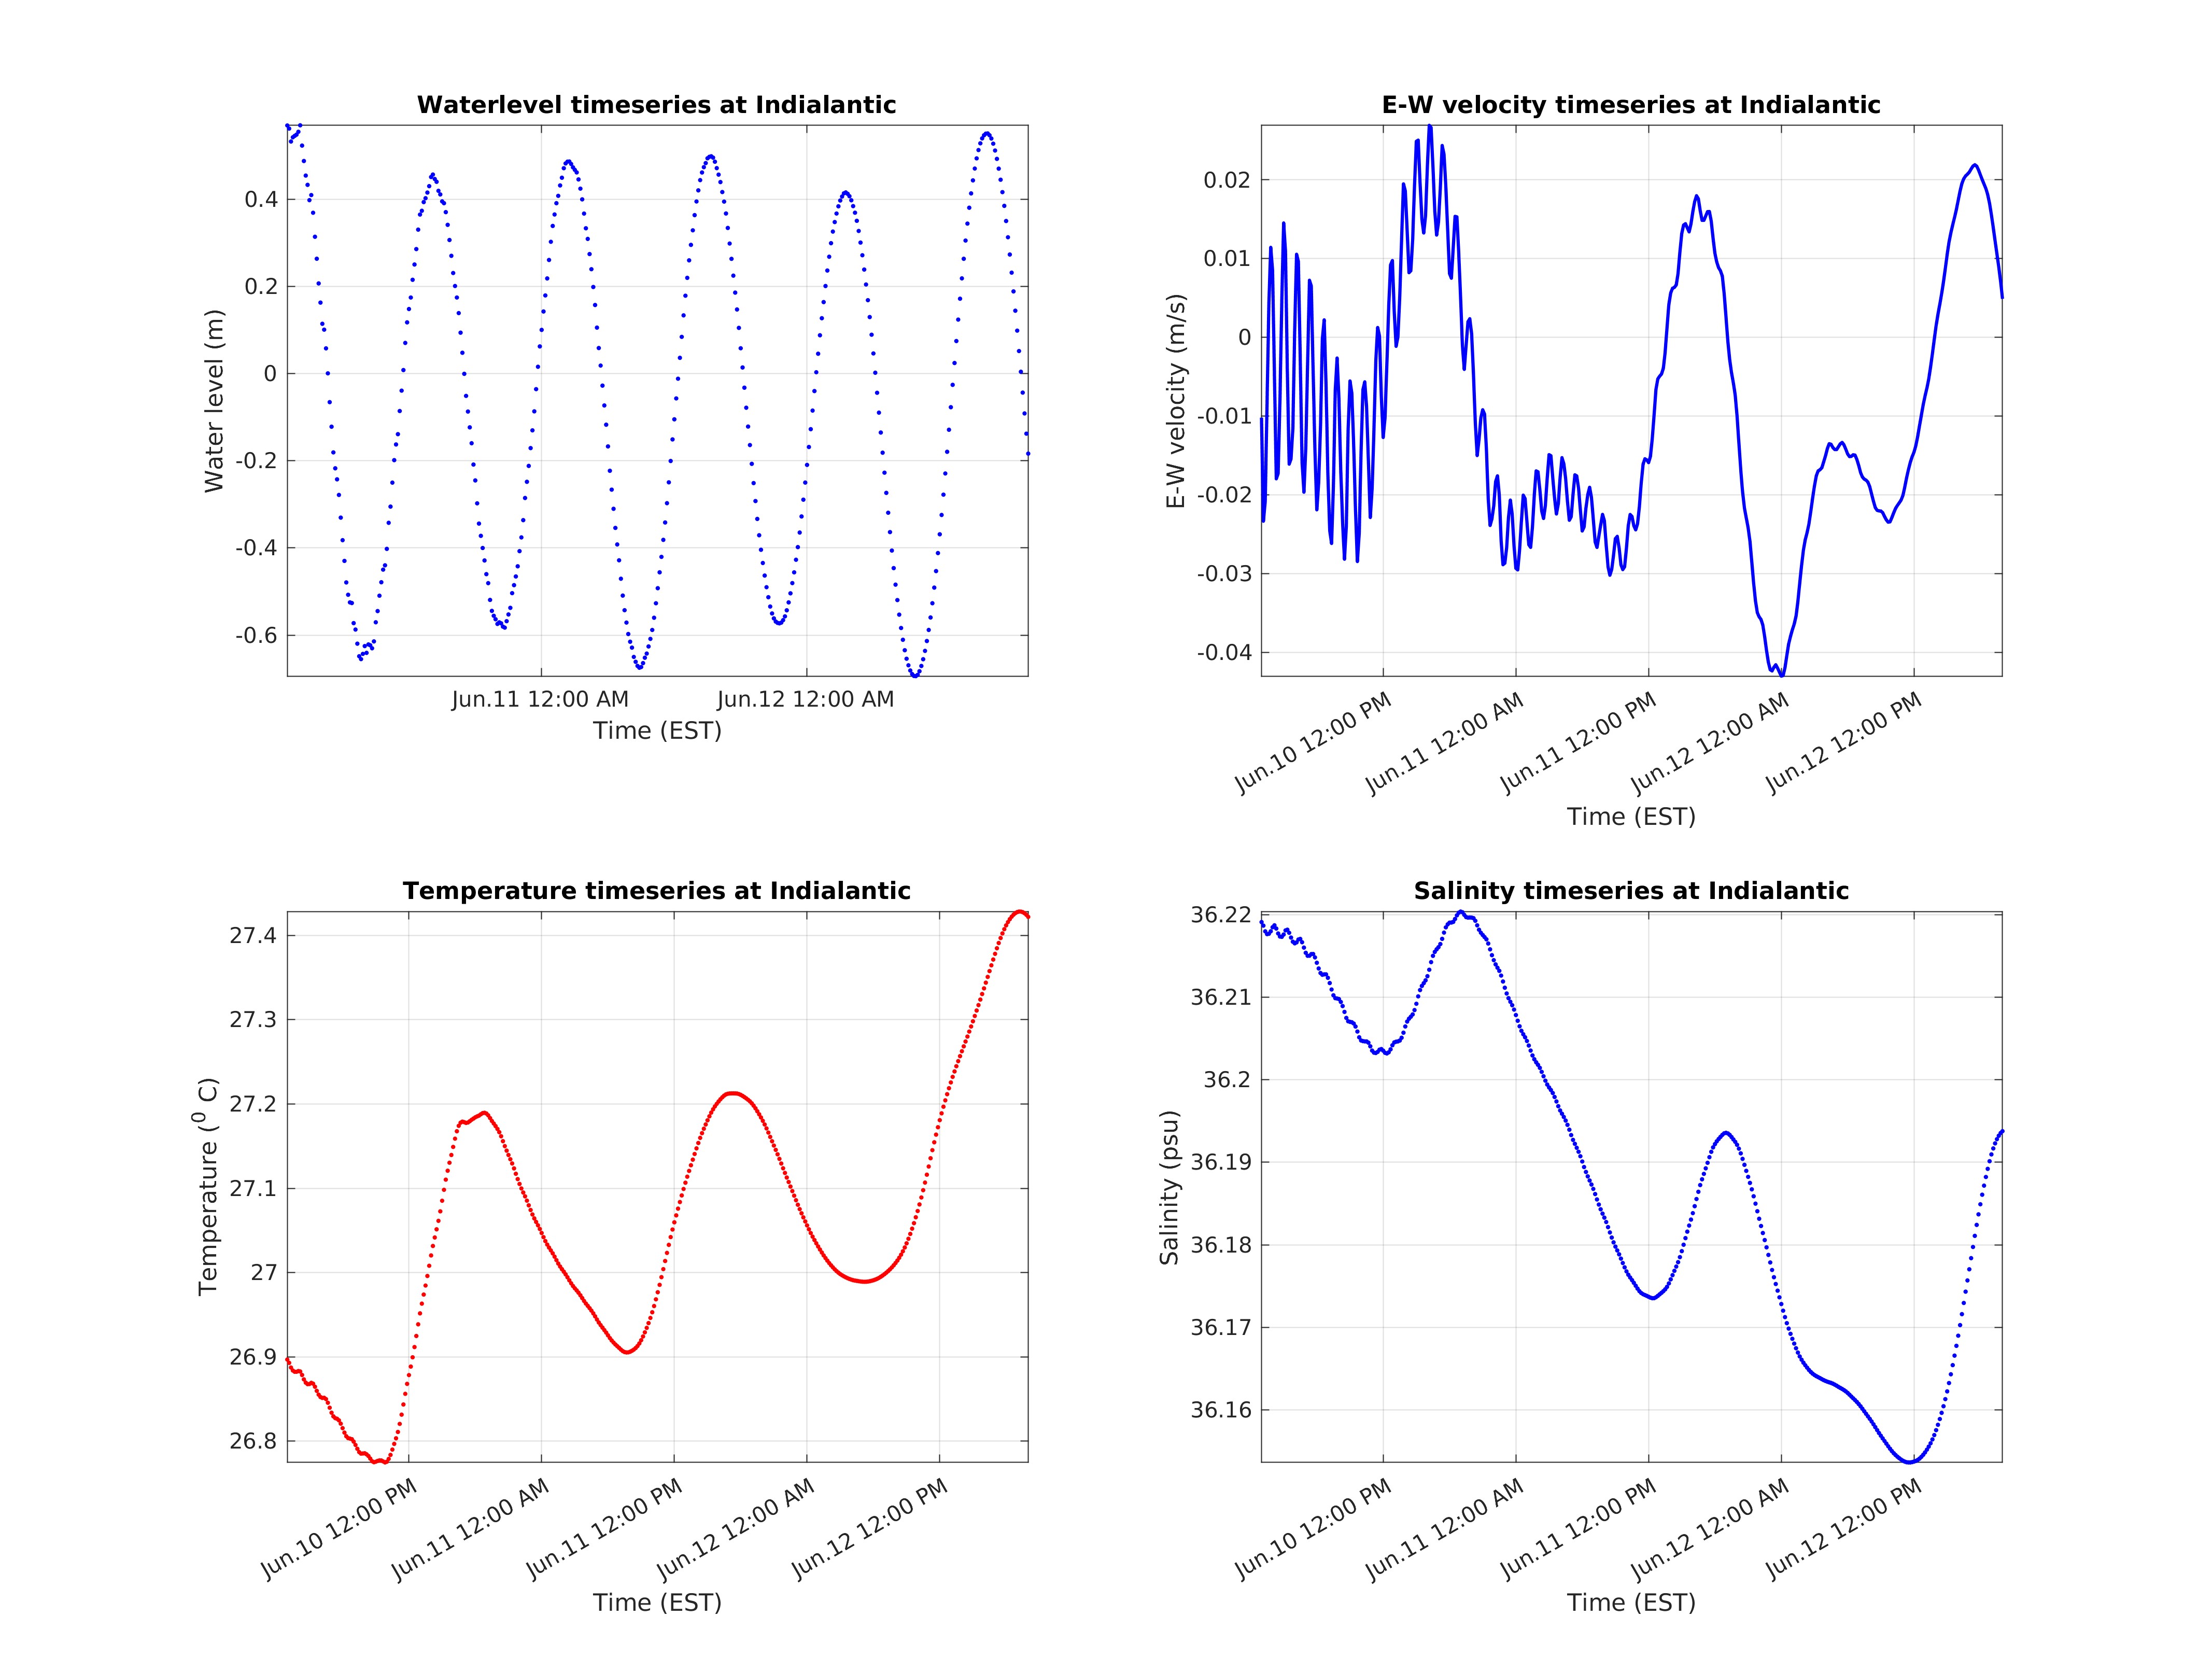 Waterlevel timeseries at Indialantic
Water level (m)
0.4
0.2
0
-0.2
-0.4
-0.6
Jun.11 12:00 AM
Jun.12 12:00 AM
Time (EST)
E-W velocity timeseries at Indialantic
E-W velocity (m/s)
0.02
0.01
0
-0.01
-0.02
-0.03
-0.04
Jun.10 12:00 PM
Jun.11 12:00 AM
Jun.11 12:00 PM
Jun.12 12:00 AM
Jun.12 12:00 PM
Time (EST)
Temperature timeseries at Indialantic
Temperature (⁰ C)
27.4
27.3
27.2
27.1
27
26.9
26.8
Jun.10 12:00 PM
Jun.11 12:00 AM
Jun.11 12:00 PM
Jun.12 12:00 AM
Jun.12 12:00 PM
Time (EST)
Salinity timeseries at Indialantic
Salinity (psu)
36.22
36.21
36.2
36.19
36.18
36.17
36.16
Jun.10 12:00 PM
Jun.11 12:00 AM
Jun.11 12:00 PM
Jun.12 12:00 AM
Jun.12 12:00 PM
Time (EST)